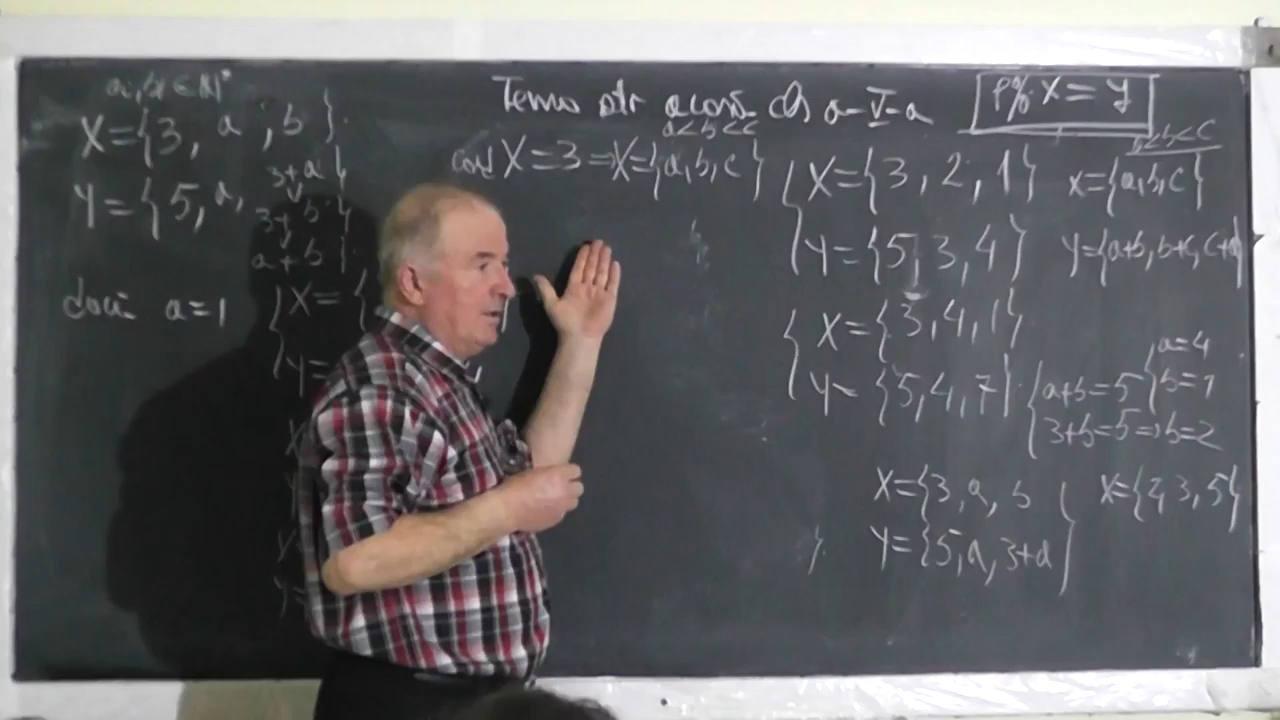 a, b ∈ N*
X={3, a, b}
Y={5, a, 3+a}
3+b}
a+b}
dacă a=1
X={
Y=
Tema ptr acasă cls a-V-a
P% X=Y
a<b<c
card X=3 ⇒ X={a,b,c}
X={3,2,1}
Y={5,3,4}
X={3,4,1}
Y={5,4,7}
a<b<c
X={a,b,c}
Y={a+b, b+c, c+a}
a=4
a+b=5
b=1
3+b=5⇒b=2
X={3,a,b
Y={5,a,3+a}
X={2,3,5}